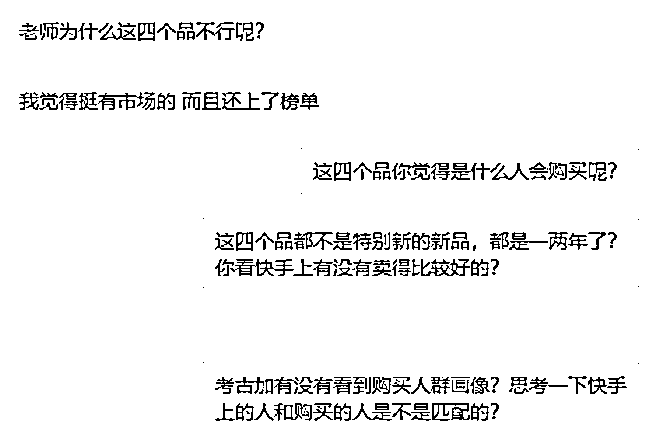 老师为什么这四个品不行呢？
我觉得挺有市场的 而且还上了榜单
这四个品你觉得是什么人会购买呢？
这四个品都不是特别新的新品，都是一两年了？
你看快手上有没有卖得比较好的？
考古加有没有看到购买人群画像？思考一下快手
上的人和购买的人是不是匹配的？